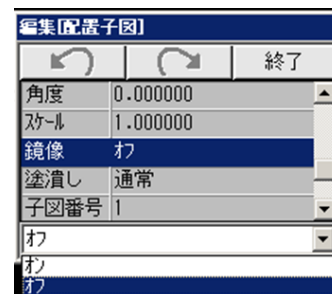 編集[配置子図]
終了
角度 0.000000
ｽｹｰﾙ 1.000000
鏡像 ｵﾌ
塗潰し 通常
子図番号 1
ｵﾌ
ｵﾝ
ｵﾌ